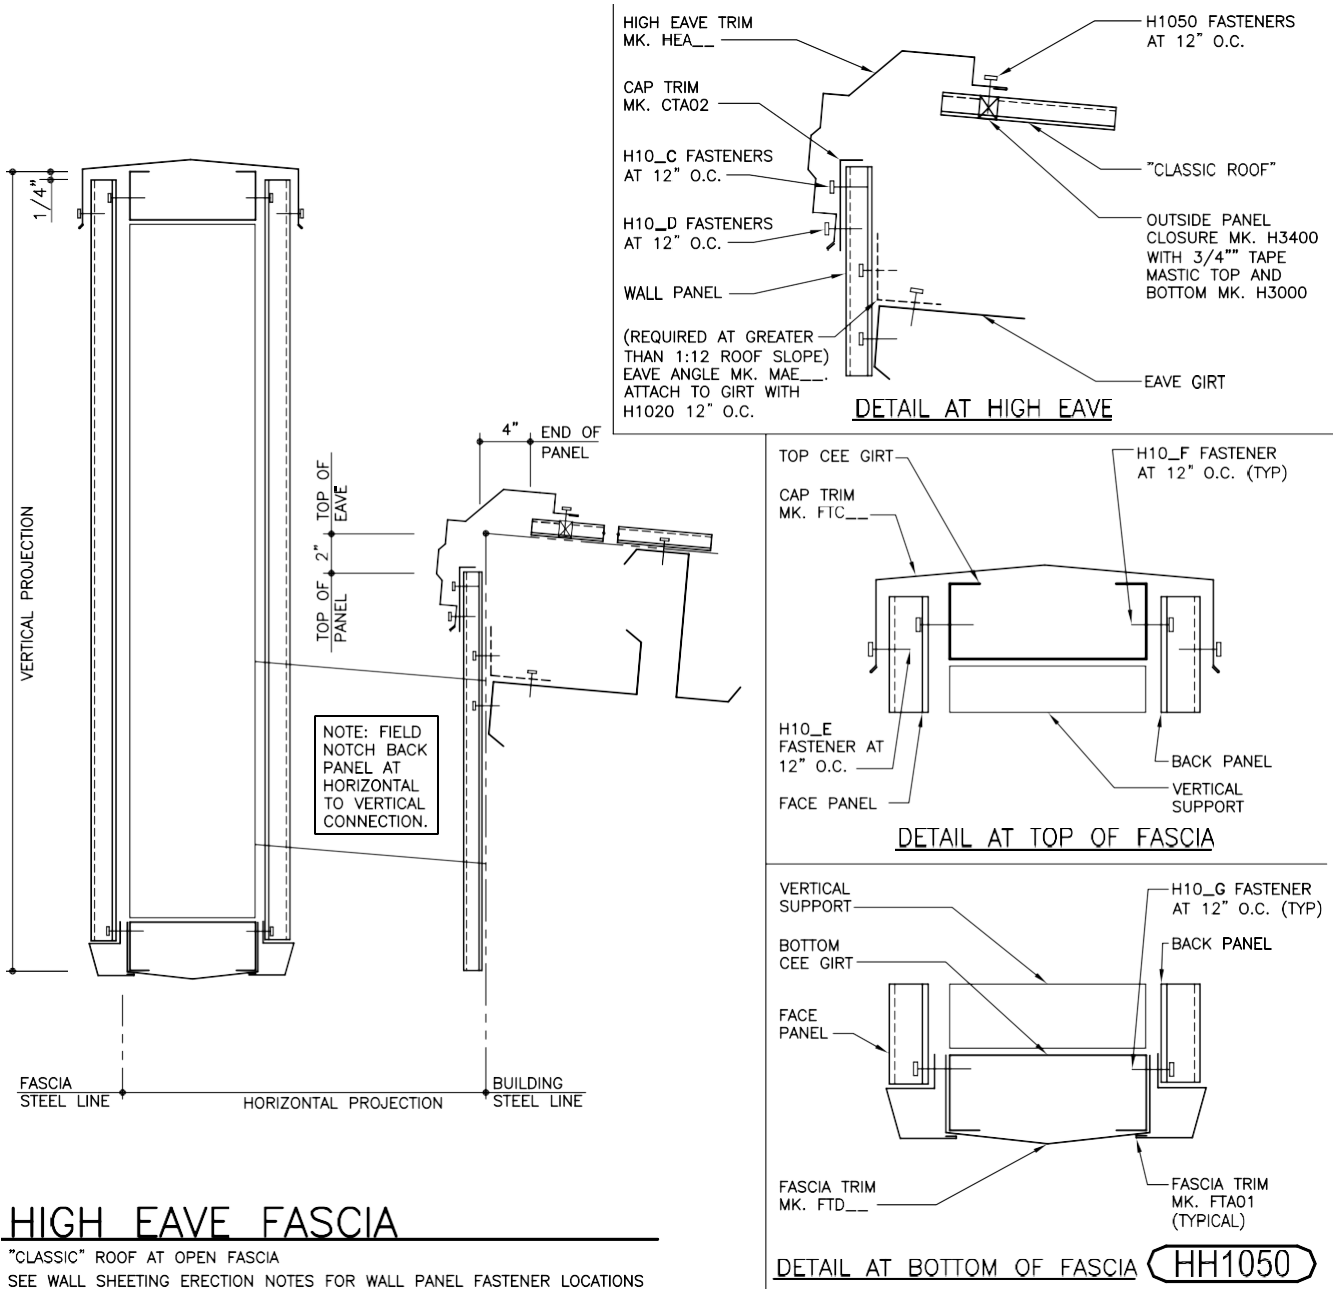 HIGH EAVE TRIM
MK. HEA__
CAP TRIM
MK. CTA02
H10_C FASTENERS
AT 12" O.C.
H10_D FASTENERS
AT 12" O.C.
WALL PANEL
(REQUIRED AT GREATER
THAN 1:12 ROOF SLOPE)
EAVE ANGLE MK. MAE__.
ATTACH TO GIRT WITH
H1020 12" O.C.
H1050 FASTENERS
AT 12" O.C.
"CLASSIC ROOF"
OUTSIDE PANEL
CLOSURE MK. H3400
WITH 3/4"" TAPE
MASTIC TOP AND
BOTTOM MK. H3000
EAVE GIRT
DETAIL AT HIGH EAVE
1/4"
VERTICAL PROJECTION
4"
END OF
PANEL
TOP OF
EAVE
2"
TOP OF
PANEL
NOTE: FIELD
NOTCH BACK
PANEL AT
HORIZONTAL
TO VERTICAL
CONNECTION.
FASCIA
STEEL LINE
HORIZONTAL PROJECTION
BUILDING
STEEL LINE
TOP CEE GIRT
CAP TRIM
MK. FTC__
H10_F FASTENER
AT 12" O.C. (TYP)
H10_E
FASTENER AT
12" O.C.
FACE PANEL
BACK PANEL
VERTICAL
SUPPORT
DETAIL AT TOP OF FASCIA
VERTICAL
SUPPORT
BOTTOM
CEE GIRT
FACE
PANEL
H10_G FASTENER
AT 12" O.C. (TYP)
BACK PANEL
FASCIA TRIM
MK. FTD__
FASCIA TRIM
MK. FTA01
(TYPICAL)
DETAIL AT BOTTOM OF FASCIA
HH1050
HIGH EAVE FASCIA
"CLASSIC" ROOF AT OPEN FASCIA
SEE WALL SHEETING ERECTION NOTES FOR WALL PANEL FASTENER LOCATIONS